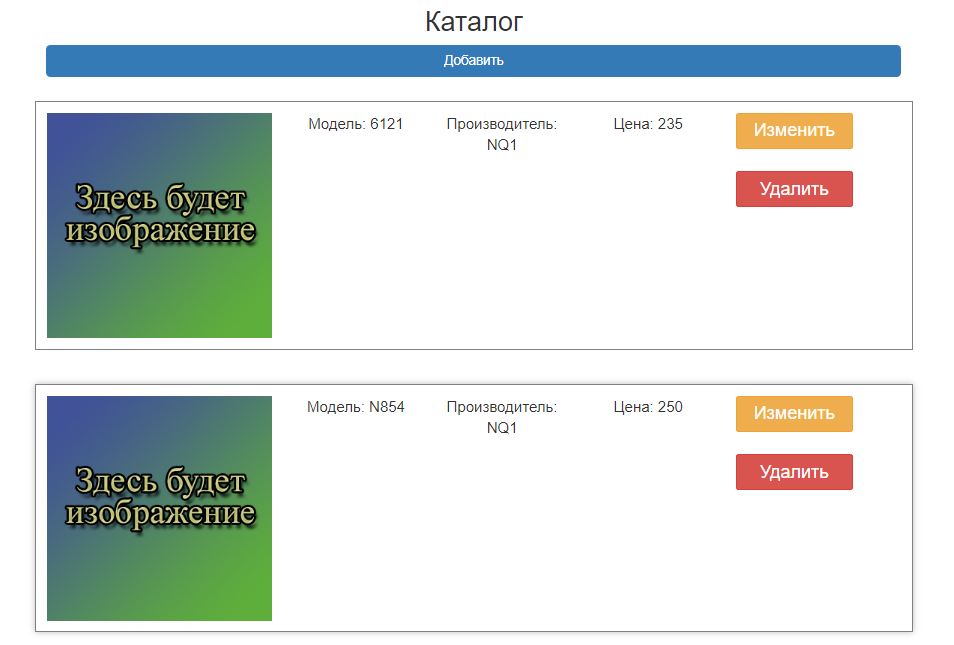 Каталог
Добавить
Здесь будет
изображение
Модель: 6121
Производитель:
NQ1
Цена: 235
Изменить
Удалить
Здесь будет
изображение
Модель: N854
Производитель:
NQ1
Цена: 250
Изменить
Удалить